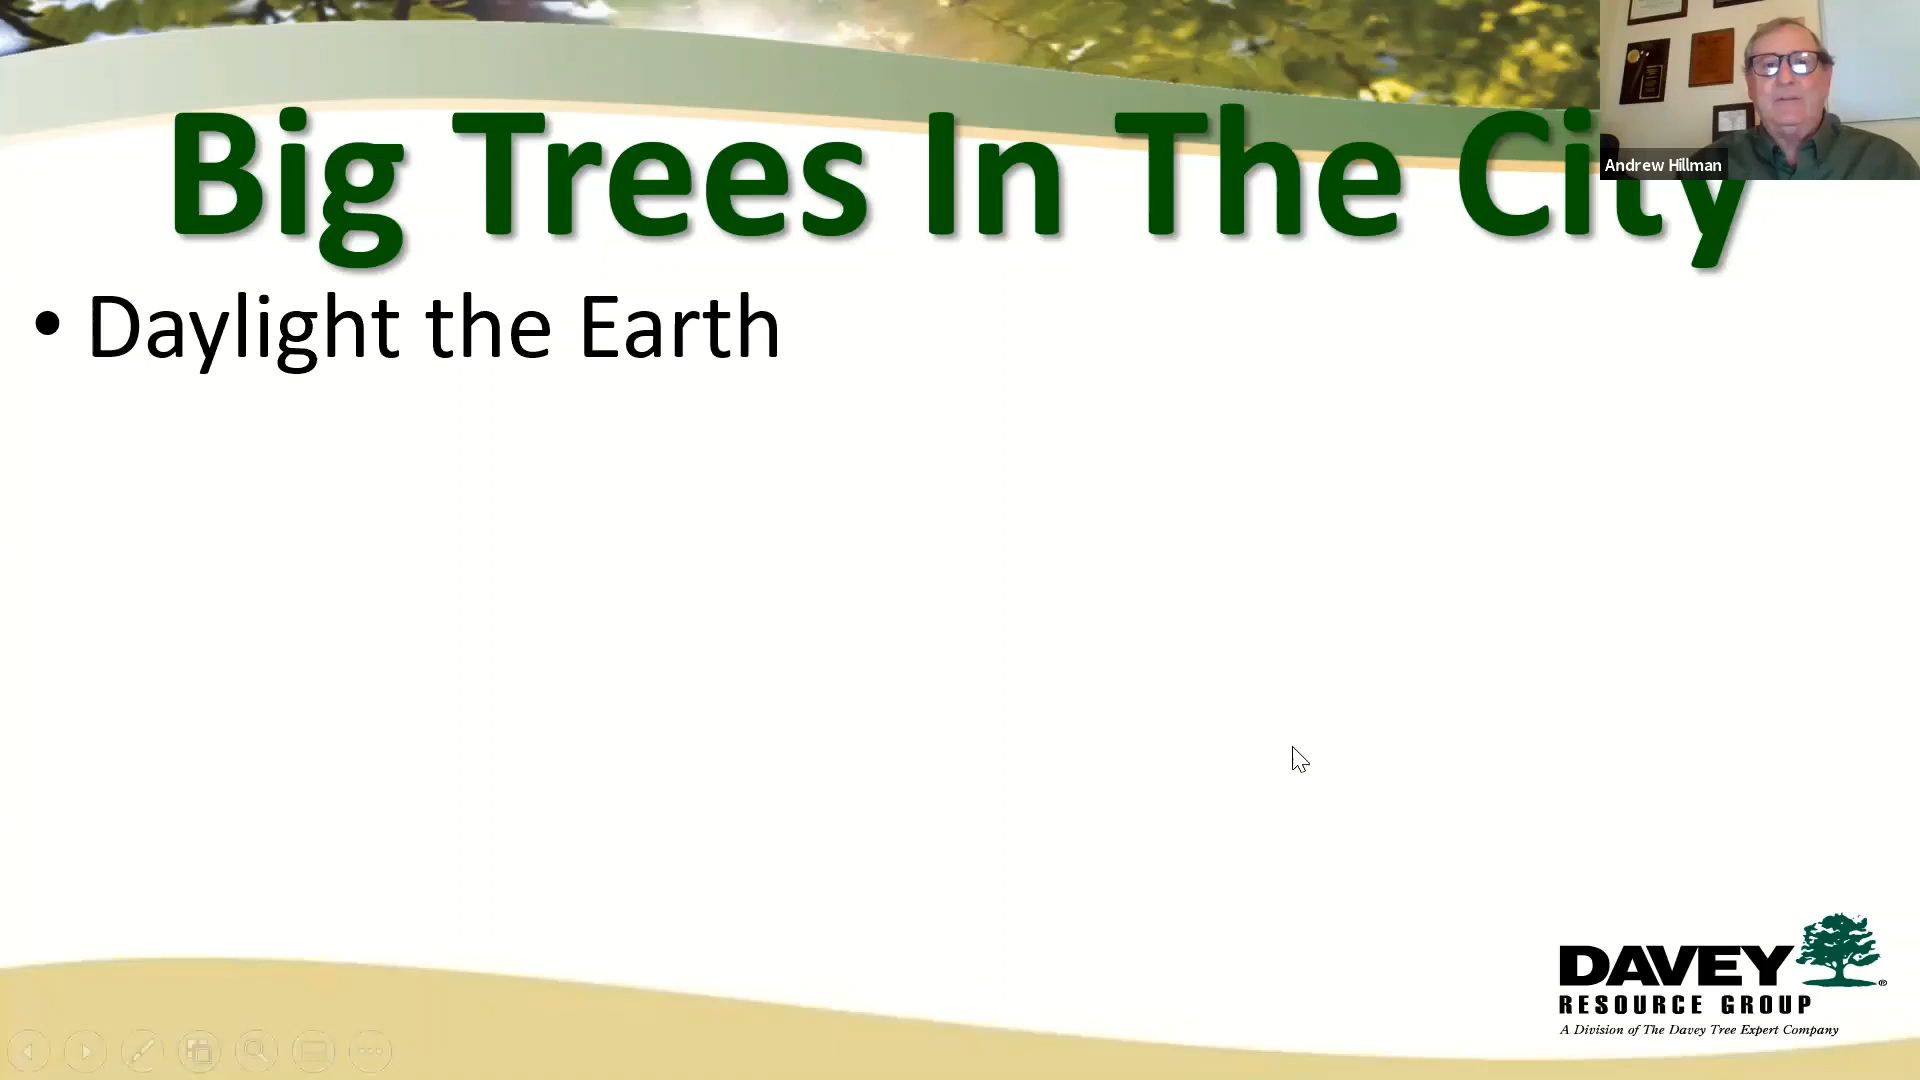 Big Trees In The City
Andrew Hillman
• Daylight the Earth
DAVEY
®
RESOURCE GROUP
A Division of The Davey Tree Expert Company